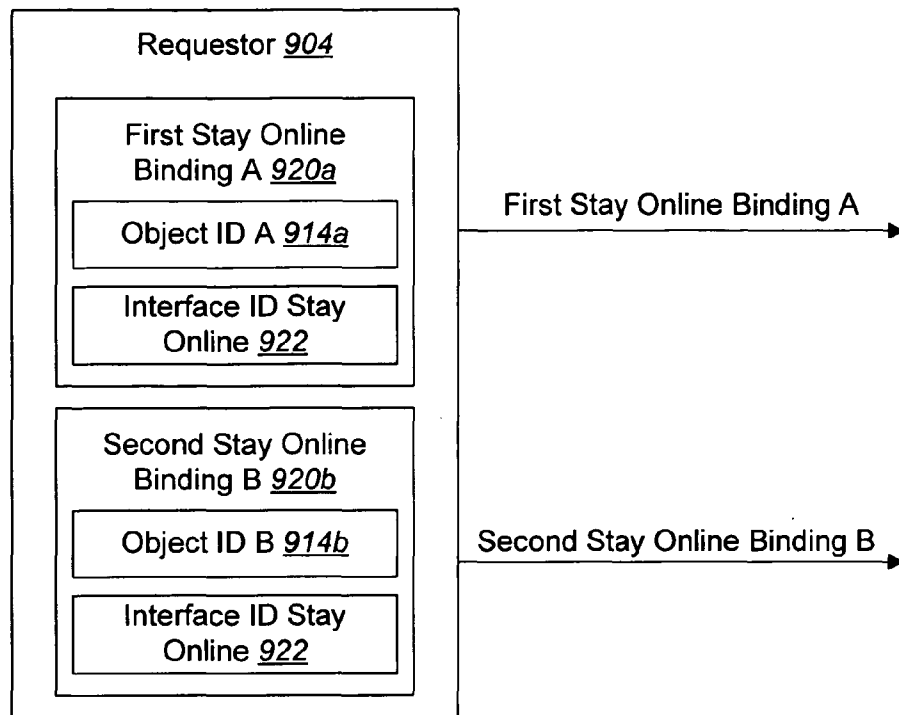 Requestor 904
First Stay Online
Binding A 920a
Object ID A 914a
Interface ID Stay
Online 922
First Stay Online Binding A
Second Stay Online
Binding B 920b
Object ID B 914b
Interface ID Stay
Online 922
Second Stay Online Binding B